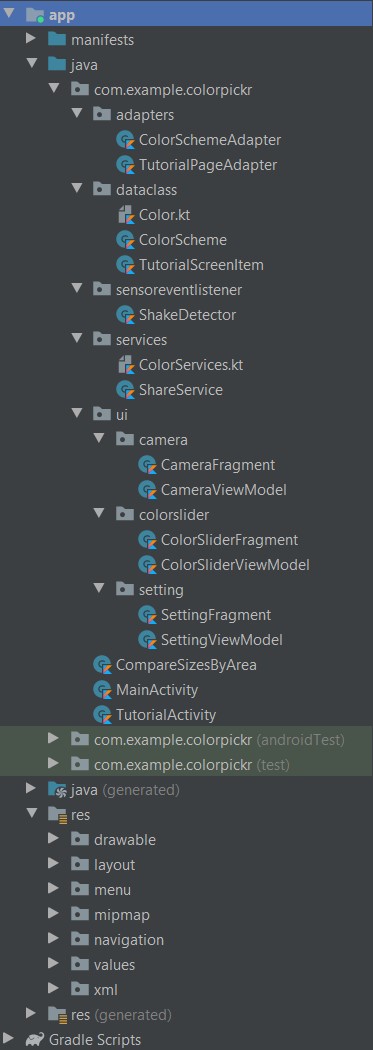 app
manifests
java
com.example.colorpickr
adapters
ColorSchemeAdapter
TutorialPageAdapter
dataclass
Color.kt
ColorScheme
TutorialScreenItem
sensoreventlistener
ShakeDetector
services
ColorServices.kt
ShareService
ui
camera
CameraFragment
CameraViewModel
colorslider
ColorSliderFragment
ColorSliderViewModel
setting
SettingFragment
SettingViewModel
CompareSizesByArea
MainActivity
TutorialActivity
com.example.colorpickr (androidTest)
com.example.colorpickr (test)
java (generated)
res
drawable
layout
menu
mipmap
navigation
values
xml
res (generated)
Gradle Scripts